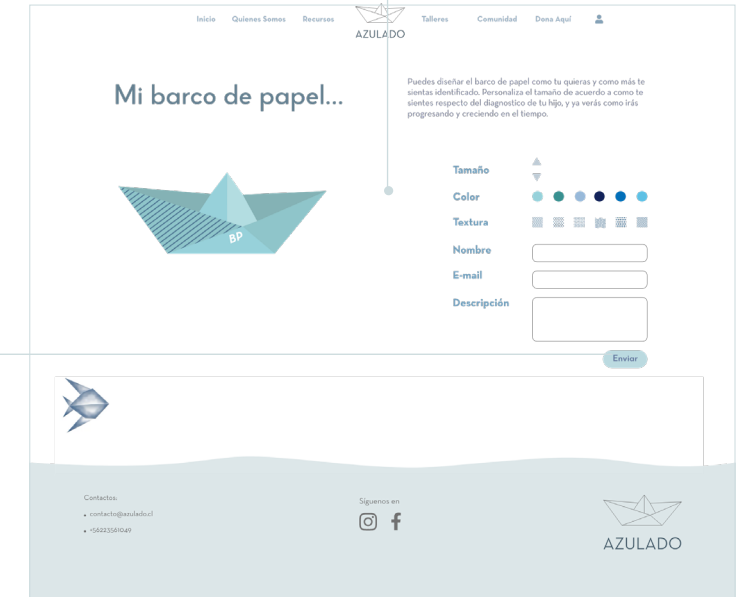 Inicio Quienes Somos Recursos Talleres Comunidad Dona Aquí
AZULADO
Mi barco de papel...
Puedes diseñar el barco de papel como tu quieras y como más te
sientas identificado. Personaliza el tamaño de acuerdo a como te
sientes respecto del diagnostico de tu hijo, y ya verás como irás
progresando y creciendo en el tiempo.
BP
Tamaño
Color
Textura
Nombre
E-mail
Descripción
Enviar
Contactos:
• contacto@azulado.cl
• +56223561049
Síguenos en
AZULADO